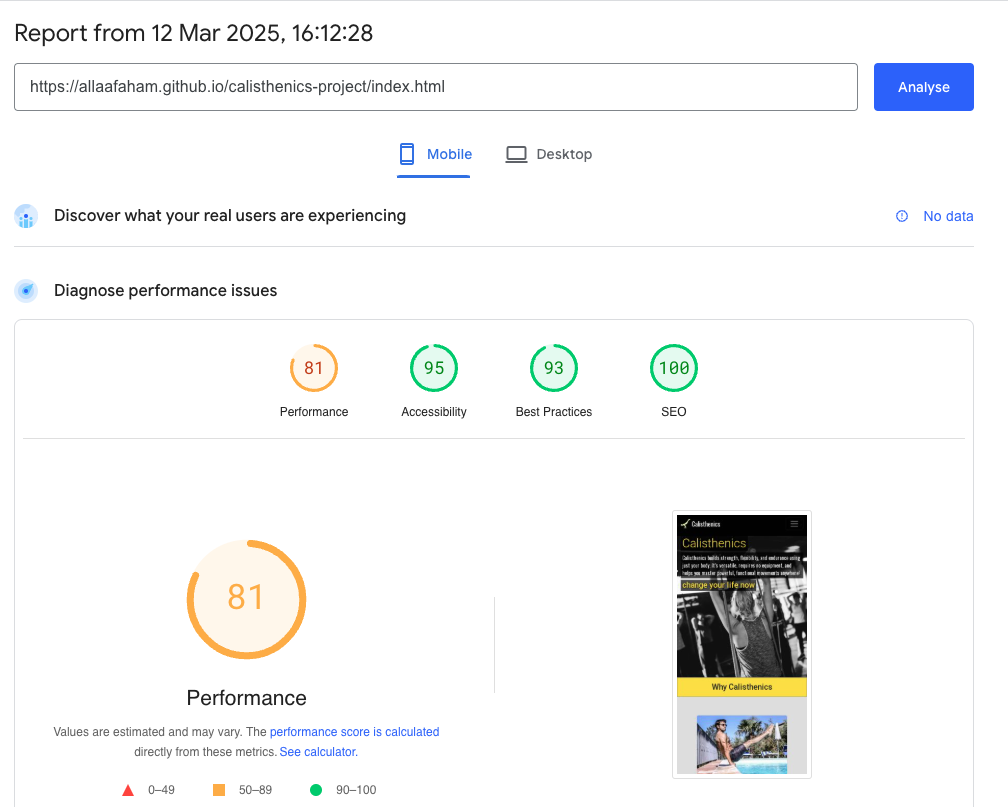 Report from 12 Mar 2025, 16:12:28
https://allaafaham.github.io/calisthenics-project/index.html
Analyse
Mobile
Desktop
Discover what your real users are experiencing
No data
Diagnose performance issues
81
95
93
100
Performance
Accessibility
Best Practices
SEO
81
Performance
Values are estimated and may vary. The performance score is calculated
directly from these metrics. See calculator.
0–49
50–89
90–100
Calisthenics
Calisthenics
Calisthenics builds strength, flexibility, and endurance using
just your body. It's versatile, requires no equipment, and
helps you master powerful, functional movements anywhere!
change your life now
Why Calisthenics